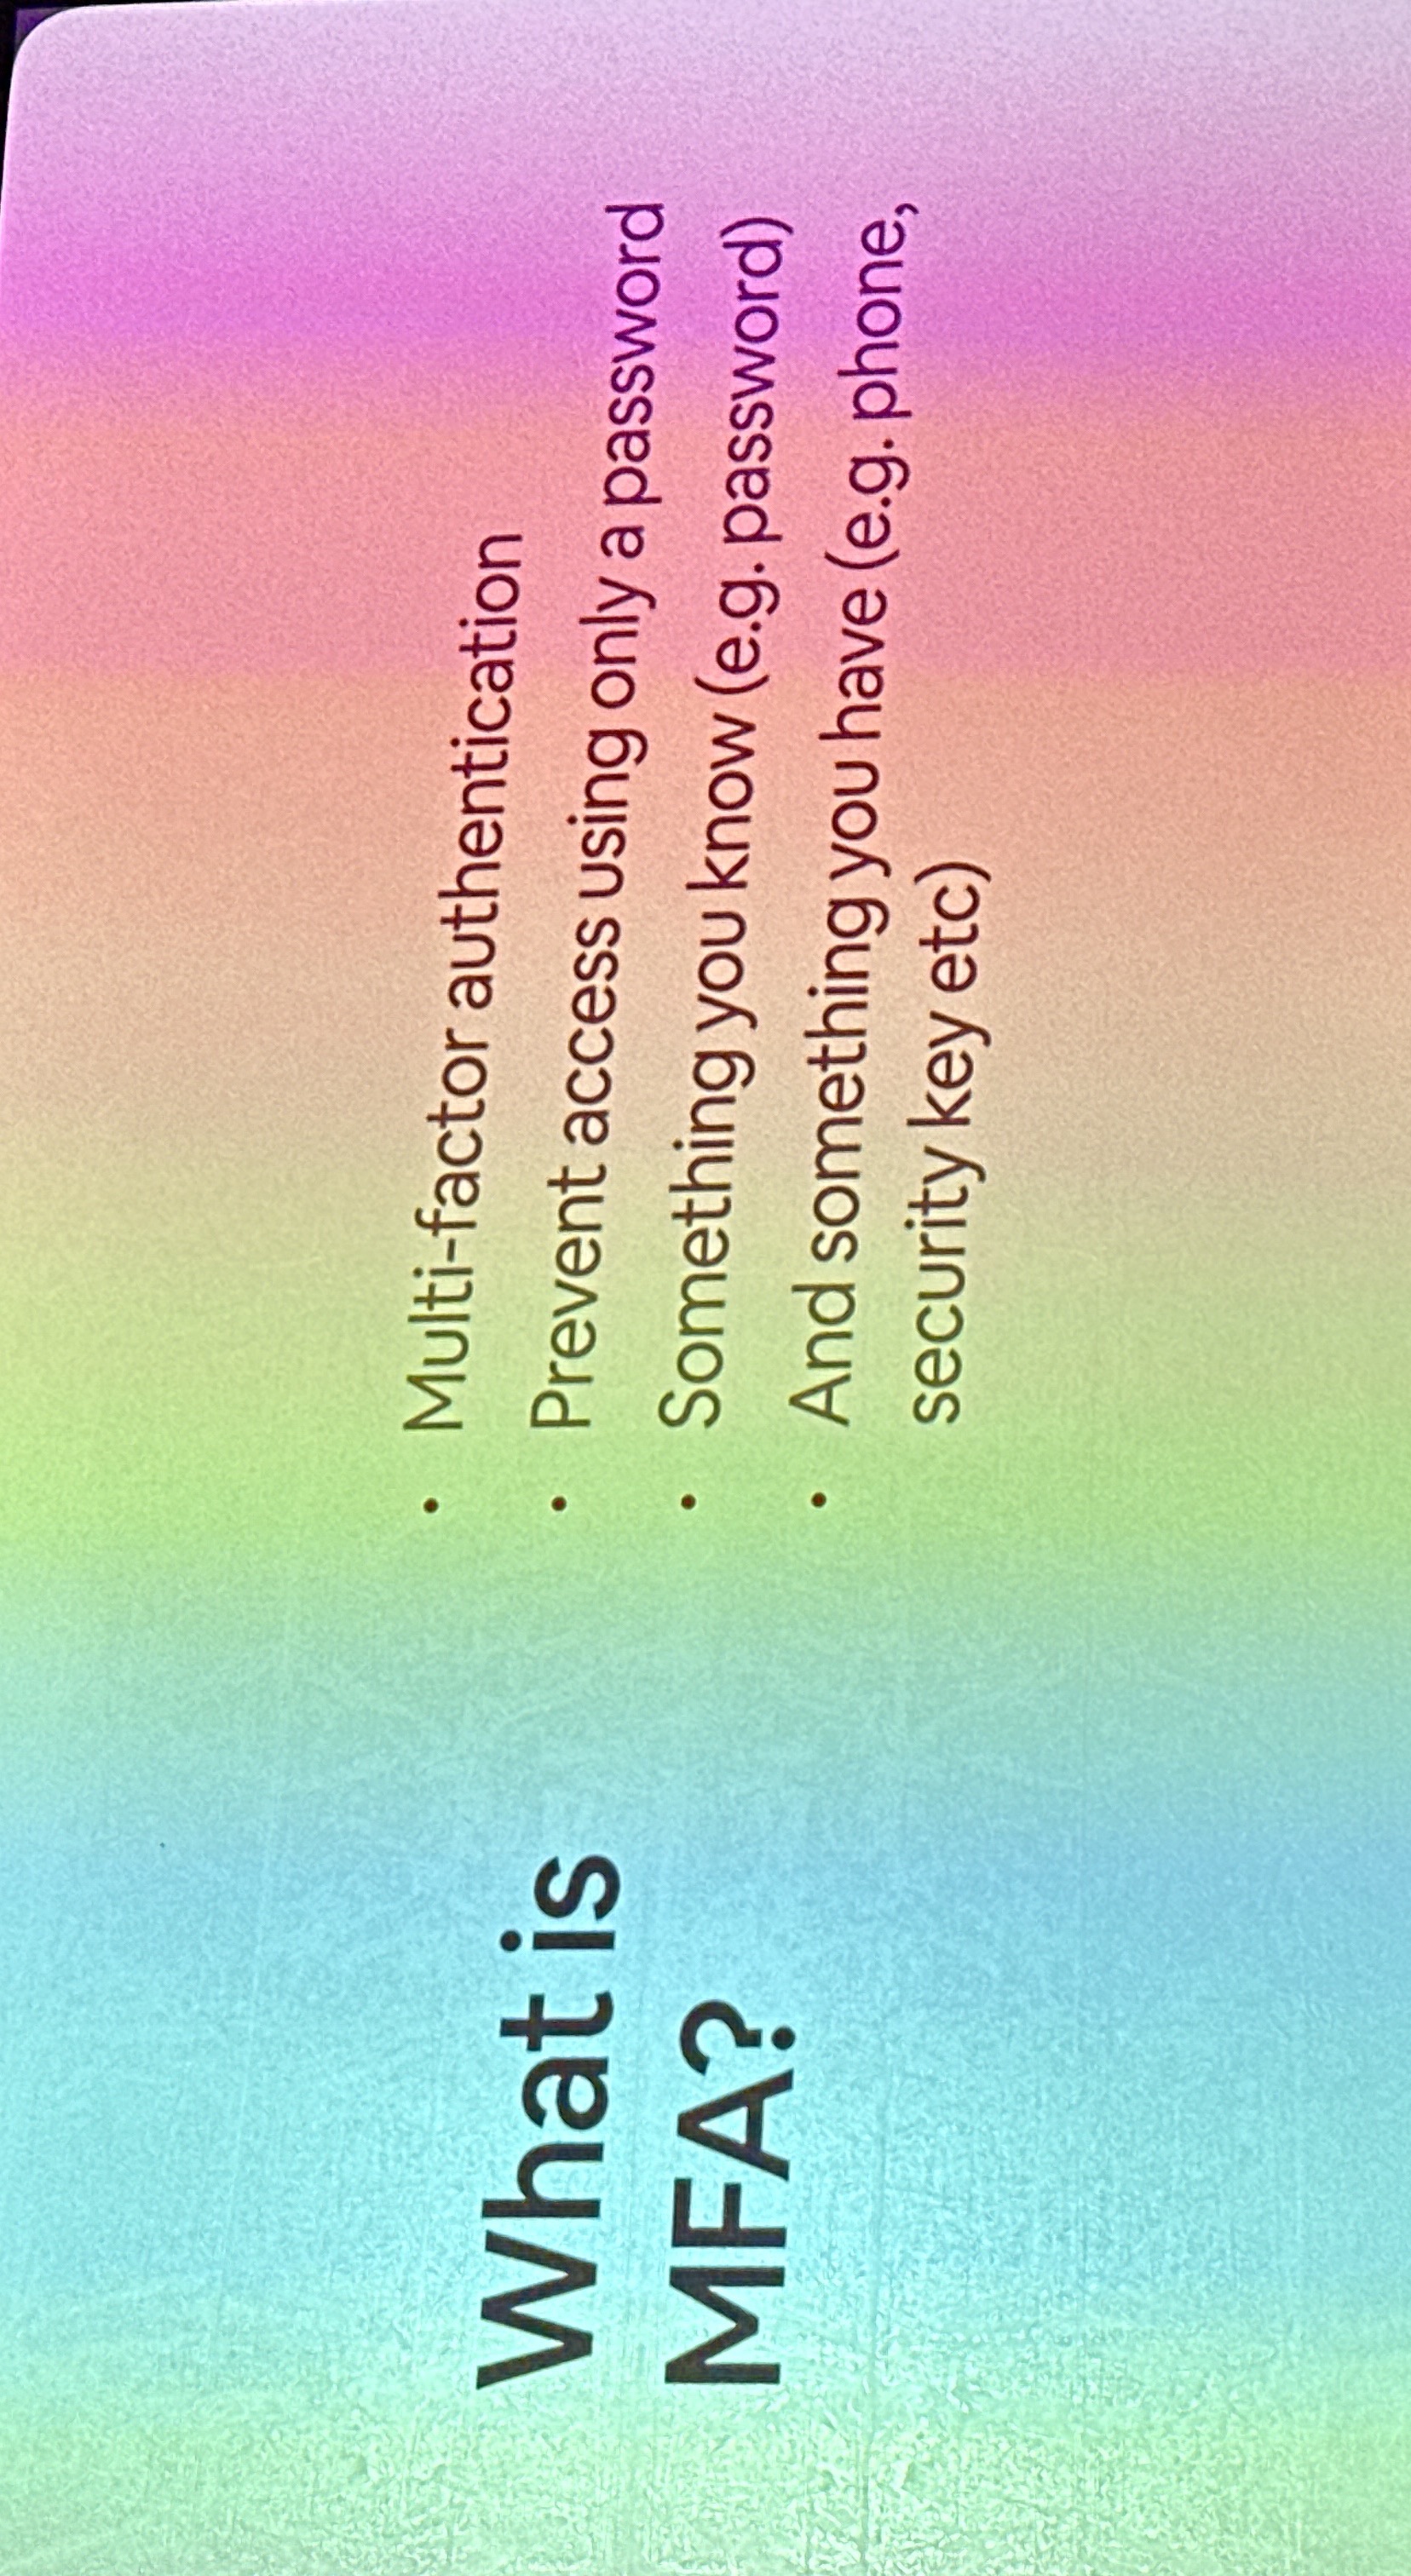 What is
MFA?
• Multi-factor authentication
• Prevent access using only a password
• Something you know (e.g. password)
• And something you have (e.g. phone,
security key etc)